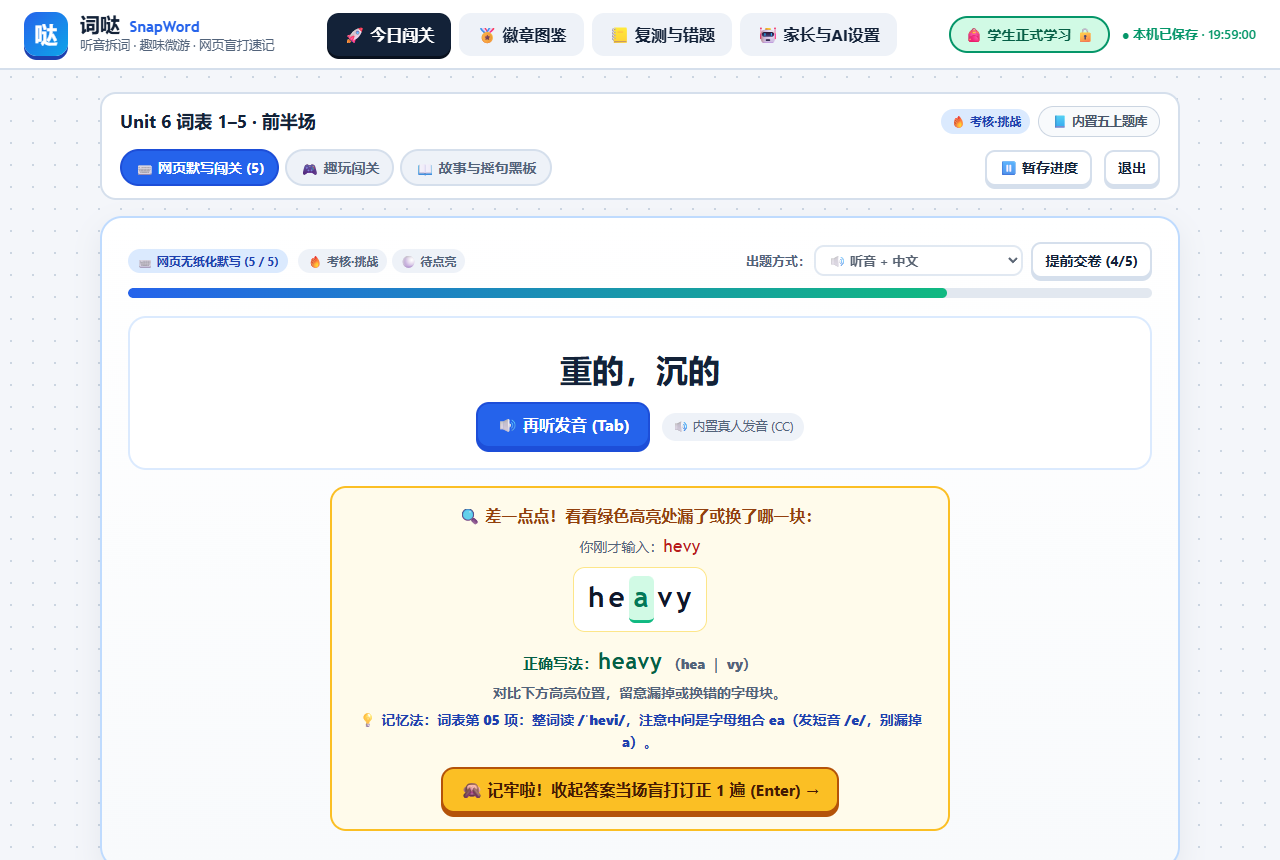 哒
词哒 SnapWord
听音拆词 · 趣味微游 · 网页盲打速记
🚀 今日闯关
🏅 徽章图鉴
📒 复测与错题
👾 家长与AI设置
🎒 学生正式学习 🔒
● 本机已保存 · 19:59:00
Unit 6 词表 1–5 · 前半场
🔥 考核·挑战
📘 内置五上题库
⌨️ 网页默写闯关 (5)
🎮 趣玩闯关
📖 故事与摇句黑板
⏸️ 暂存进度
退出
⌨️ 网页无纸化默写 (5 / 5)
🔥 考核·挑战
🌑 待点亮
出题方式:
🔊 听音 + 中文
提前交卷 (4/5)
重的，沉的
🔊 再听发音 (Tab)
🔊 内置真人发音 (CC)
🔍 差一点点！看看绿色高亮处漏了或换了哪一块：
你刚才输入：hevy
heavy
正确写法：heavy （hea | vy）
对比下方高亮位置，留意漏掉或换错的字母块。
💡 记忆法：词表第 05 项：整词读 /ˈhevi/，注意中间是字母组合 ea（发短音 /e/，别漏掉
a）。
🙈 记牢啦！收起答案当场盲打订正 1 遍 (Enter) →